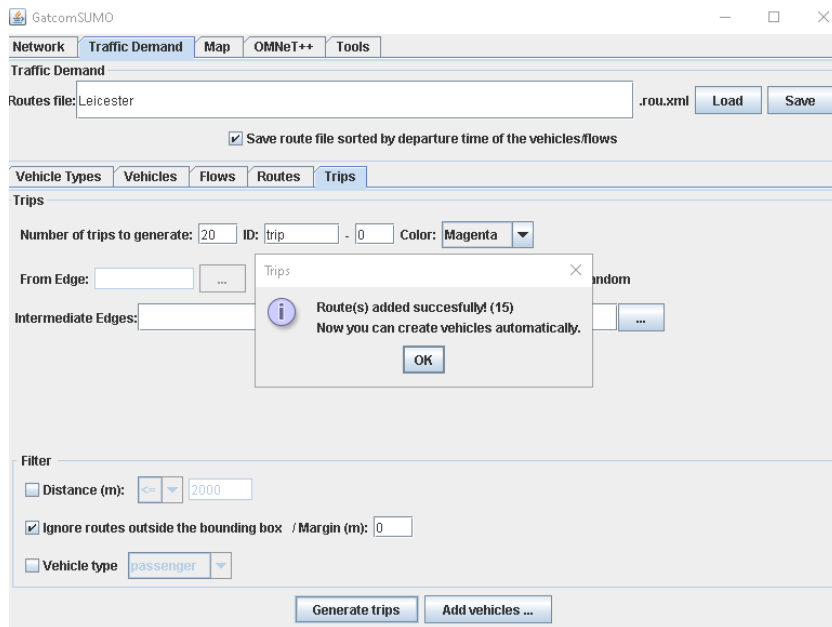 GatcomSUMO
Network Traffic Demand Map OMNeT++ Tools
Traffic Demand
Routes file: Leicester .rou.xml Load Save
Save route file sorted by departure time of the vehicles/flows
Vehicle Types Vehicles Flows Routes Trips
Trips
Number of trips to generate: 20 ID: trip - 0 Color: Magenta
Trips
From Edge: ... andom
Route(s) added succesfully! (15)
Intermediate Edges: ...
Now you can create vehicles automatically.
OK
Filter
Distance (m): <= 2000
Ignore routes outside the bounding box / Margin (m): 0
Vehicle type passenger
Generate trips Add vehicles ...